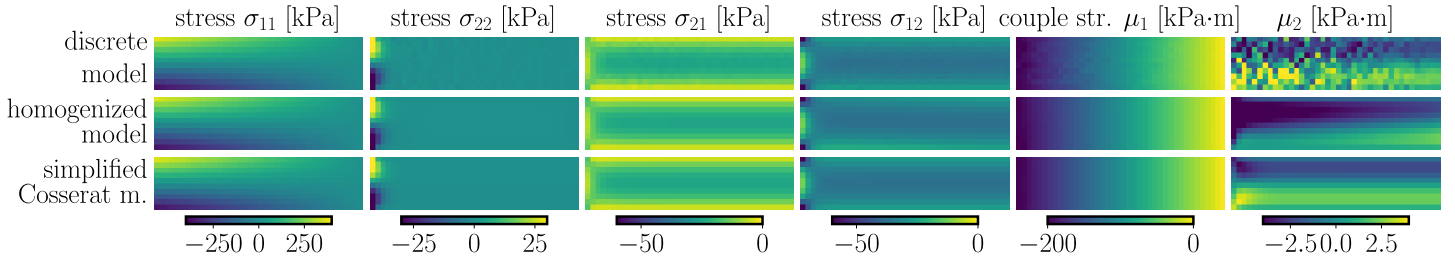 stress σ11 [kPa] stress σ22 [kPa] stress σ21 [kPa] stress σ12 [kPa] couple str. μ1 [kPa·m] μ2 [kPa·m]
discrete
model
homogenized
model
simplified
Cosserat m.
−250 0 250 −25 0 25 −50 0 −50 0 −200 0 −2.5 0.0 2.5